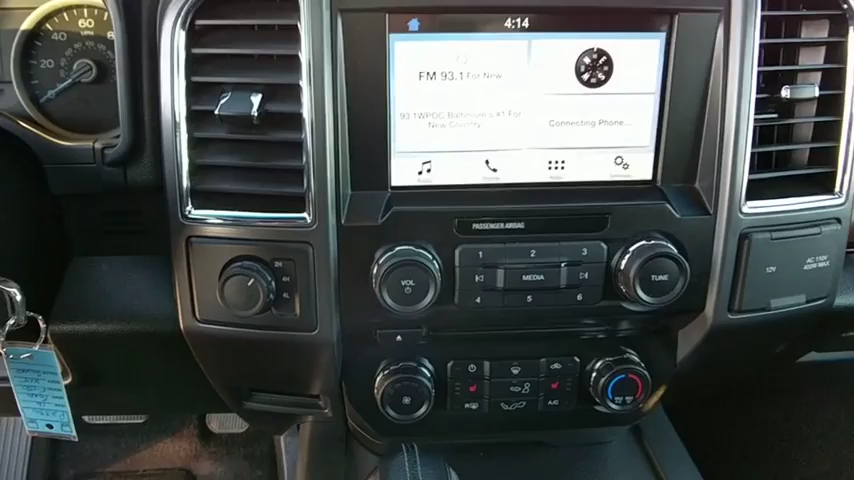 4:14
60
40
80
20
MPH
FM 93.1 For New
93.1WPOC Baltimore's #1 For
New Country
Connecting Phone...
PASSENGER AIRBAG
2H
4H
4L
1 2 3
VOL
MEDIA
TUNE
4 5 6
12V
AC 110V
400W MAX
A/C